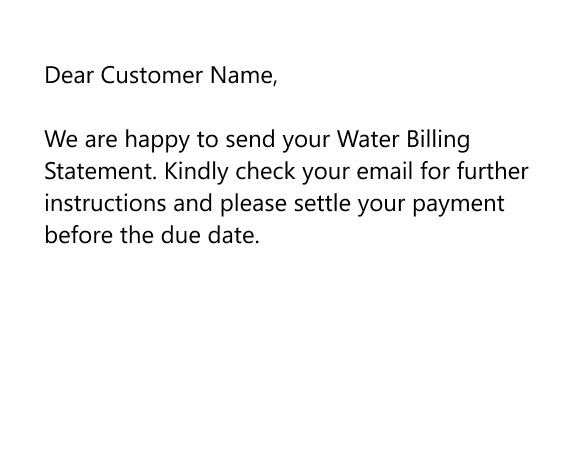 Dear Customer Name,
We are happy to send your Water Billing
Statement. Kindly check your email for further
instructions and please settle your payment
before the due date.